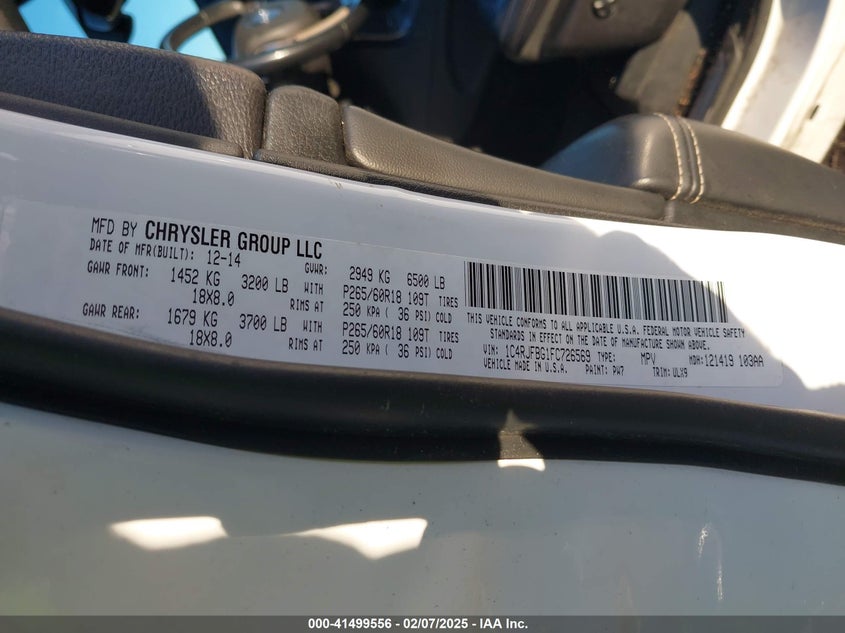 MFD BY CHRYSLER GROUP LLC
DATE OF MFR(BUILT): 12-14 GVWR: 2949 KG 6500 LB
GAWR FRONT: 1452 KG 3200 LB WITH P265/60R18 109T TIRES
18X8.0 RIMS AT 250 KPA ( 36 PSI) COLD
GAWR REAR: 1679 KG 3700 LB WITH P265/60R18 109T TIRES
18X8.0 RIMS AT 250 KPA ( 36 PSI) COLD
THIS VEHICLE CONFORMS TO ALL APPLICABLE U.S.A. FEDERAL MOTOR VEHICLE SAFETY
STANDARDS IN EFFECT ON THE DATE OF MANUFACTURE SHOWN ABOVE.
VIN: 1C4RJFBG1FC726569 TYPE: MPV MDH:121419 103AA
VEHICLE MADE IN U.S.A. PAINT: PW7 TRIM:ULX9
000-41499556 - 02/07/2025 - IAA Inc.